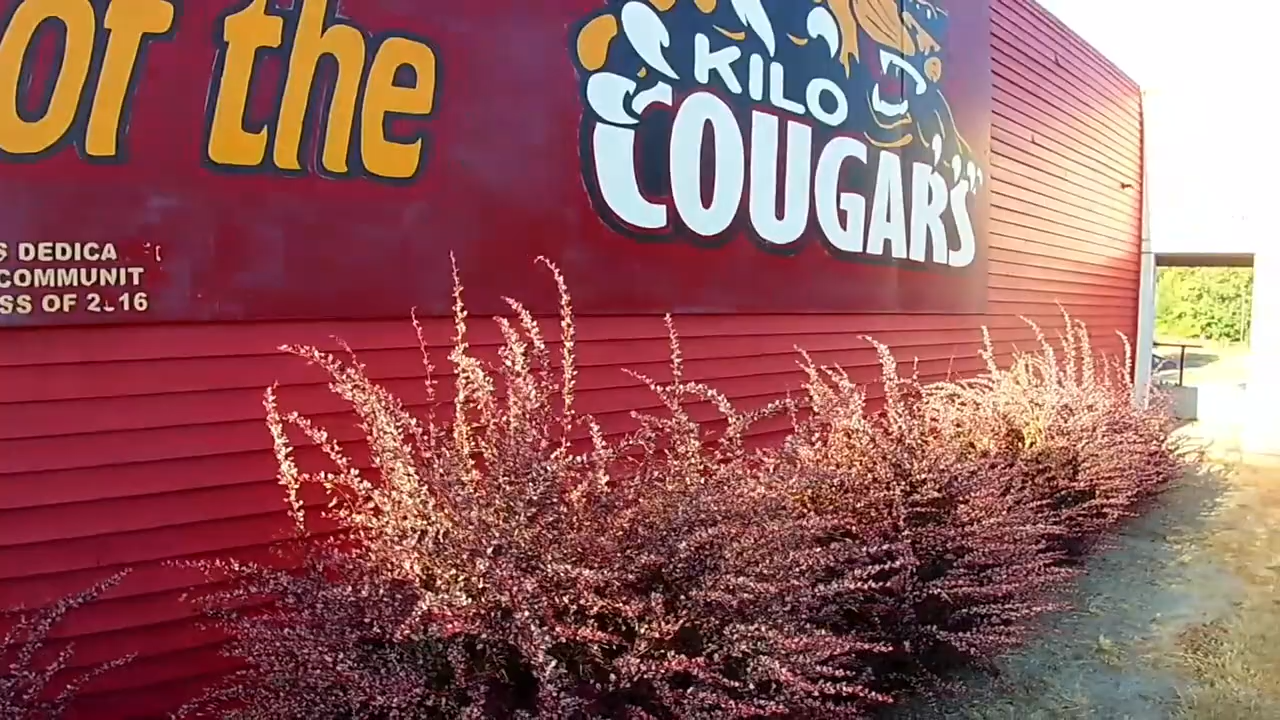 of the
KILO
COUGARS
S DEDICA
COMMUNIT
SS OF 2016